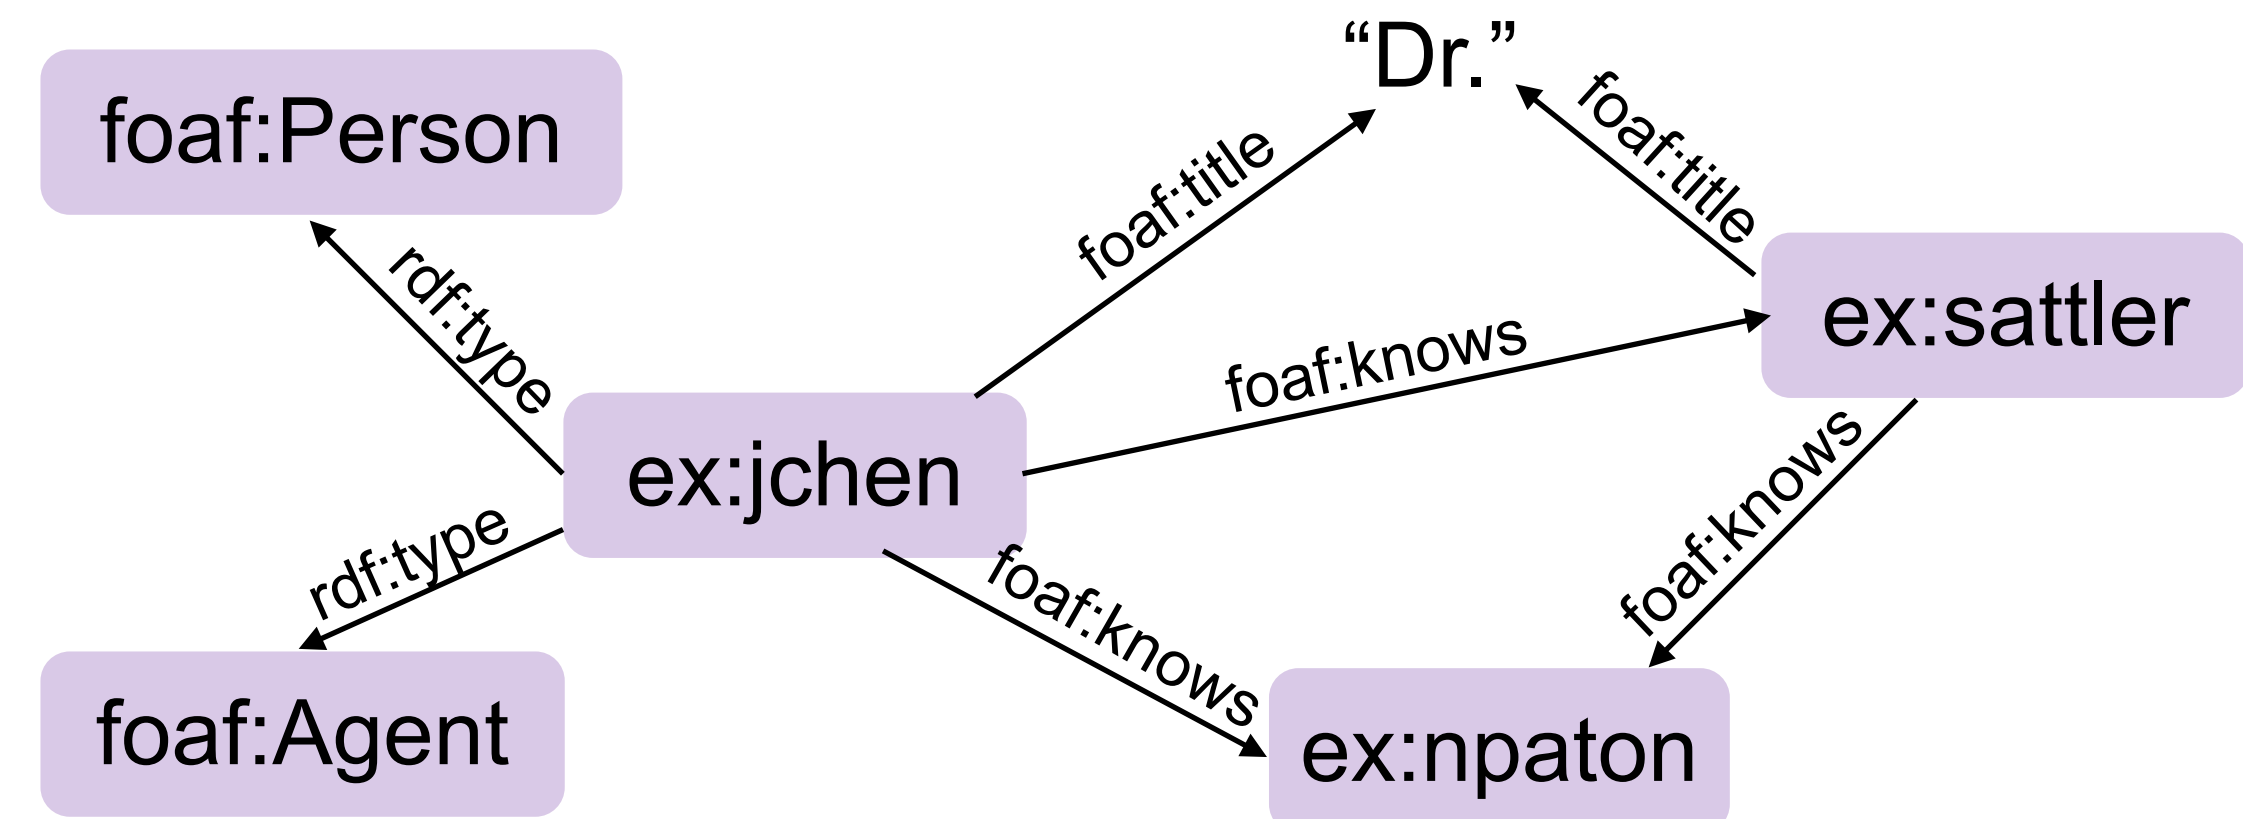 “Dr.”
foaf:Person
foaf:title
foaf:title
rdf:type
ex:sattler
foaf:knows
ex:jchen
foaf:knows
rdf:type
foaf:knows
foaf:Agent
ex:npaton